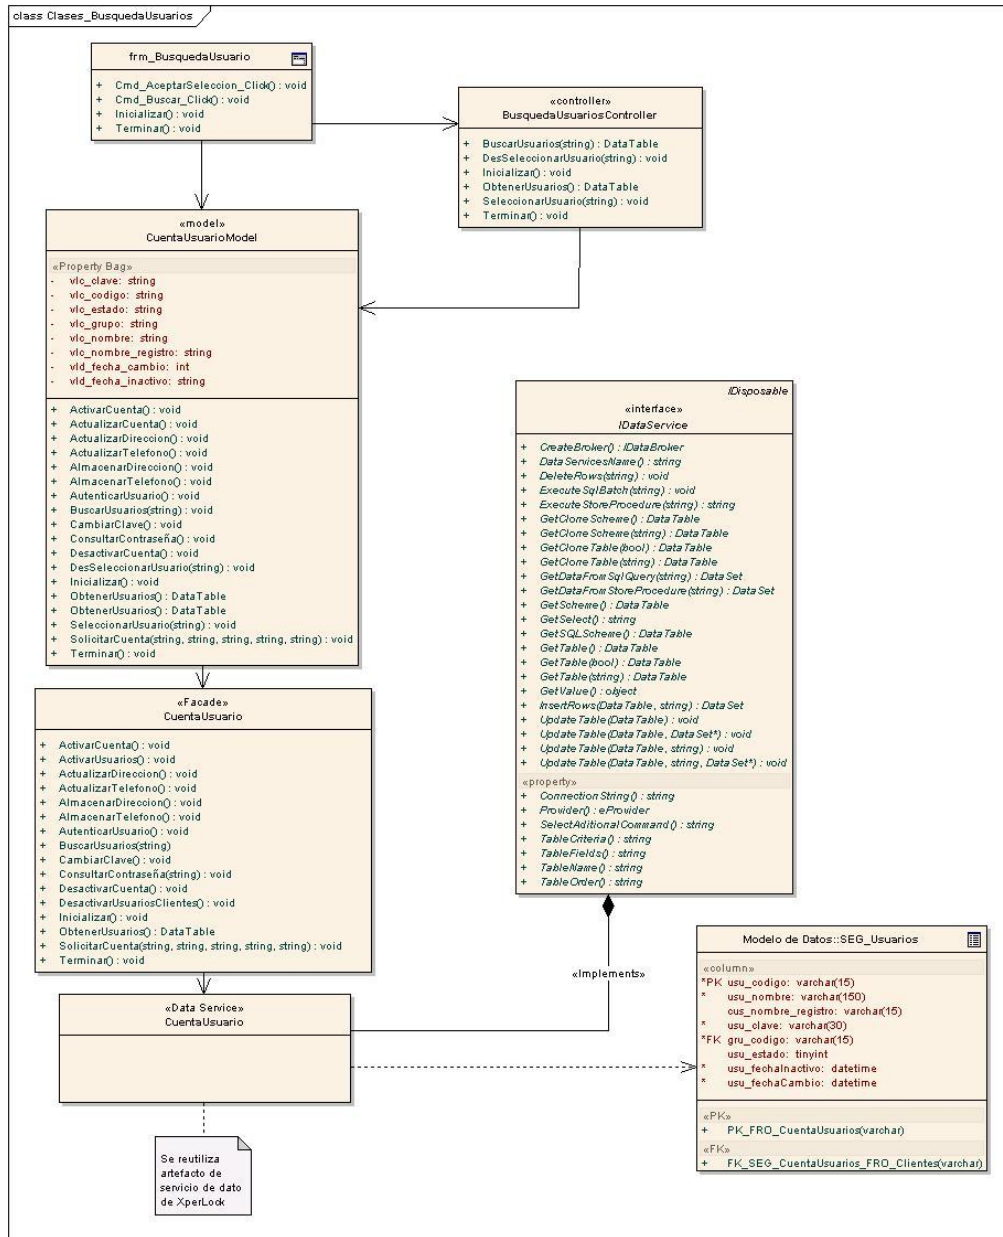 class Clases_BusquedaUsuarios
frm_BusquedaUsuario
+ Cmd_AceptarSeleccion_Click() : void
+ Cmd_Buscar_Click() : void
+ Inicializar() : void
+ Terminar() : void
«controller»
BusquedaUsuariosController
+ BuscarUsuarios(string) : DataTable
+ DesSeleccionarUsuario(string) : void
+ Inicializar() : void
+ ObtenerUsuarios() : DataTable
+ SeleccionarUsuario(string) : void
+ Terminar() : void
«model»
CuentaUsuarioModel
«Property Bag»
- vlc_clave: string
- vlc_codigo: string
- vlc_estado: string
- vlc_grupo: string
- vlc_nombre: string
- vlc_nombre_registro: string
- vld_fecha_cambio: int
- vld_fecha_inactivo: string
+ ActivarCuenta() : void
+ ActualizarCuenta() : void
+ ActualizarDireccion() : void
+ ActualizarTelefono() : void
+ AlmacenarDireccion() : void
+ AlmacenarTelefono() : void
+ AutenticarUsuario() : void
+ BuscarUsuarios(string) : void
+ CambiarClave() : void
+ ConsultarContraseña() : void
+ DesactivarCuenta() : void
+ DesSeleccionarUsuario(string) : void
+ Inicializar() : void
+ ObtenerUsuarios() : DataTable
+ ObtenerUsuarios() : DataTable
+ SeleccionarUsuario(string) : void
+ SolicitarCuenta(string, string, string, string, string) : void
+ Terminar() : void
IDisposable
«interface»
IDataService
+ CreateBroker() : IDataBroker
+ DataServicesName() : string
+ DeleteRows(string) : void
+ ExecuteSqlBatch(string) : void
+ ExecuteStoreProcedure(string) : string
+ GetCloneScheme() : DataTable
+ GetCloneScheme(string) : DataTable
+ GetCloneTable(bool) : DataTable
+ GetCloneTable(string) : DataTable
+ GetDataFromSqlQuery(string) : DataSet
+ GetDataFromStoreProcedure(string) : DataSet
+ GetScheme() : DataTable
+ GetSelect() : string
+ GetSQLScheme() : DataTable
+ GetTable() : DataTable
+ GetTable(bool) : DataTable
+ GetTable(string) : DataTable
+ GetValue() : object
+ InsertRows(DataTable, string) : DataSet
+ UpdateTable(DataTable) : void
+ UpdateTable(DataTable, DataSet*) : void
+ UpdateTable(DataTable, string) : void
+ UpdateTable(DataTable, string, DataSet*) : void
«property»
+ ConnectionString() : string
+ Provider() : eProvider
+ SelectAditionalCommand() : string
+ TableCriteria() : string
+ TableFields() : string
+ TableName() : string
+ TableOrder() : string
«Facade»
CuentaUsuario
+ ActivarCuenta() : void
+ ActivarUsuarios() : void
+ ActualizarDireccion() : void
+ ActualizarTelefono() : void
+ AlmacenarDireccion() : void
+ AlmacenarTelefono() : void
+ AutenticarUsuario() : void
+ BuscarUsuarios(string)
+ CambiarClave() : void
+ ConsultarContraseña(string) : void
+ DesactivarCuenta() : void
+ DesactivarUsuariosClientes() : void
+ Inicializar() : void
+ ObtenerUsuarios() : DataTable
+ SolicitarCuenta(string, string, string, string, string) : void
+ Terminar() : void
«Implements»
«Data Service»
CuentaUsuario
Se reutiliza
artefacto de
servicio de dato
de XperLock
Modelo de Datos::SEG_Usuarios
«column»
*PK usu_codigo: varchar(15)
* usu_nombre: varchar(150)
cus_nombre_registro: varchar(15)
* usu_clave: varchar(30)
*FK gru_codigo: varchar(15)
usu_estado: tinyint
* usu_fechaInactivo: datetime
* usu_fechaCambio: datetime
«PK»
+ PK_FRO_CuentaUsuarios(varchar)
«FK»
+ FK_SEG_CuentaUsuarios_FRO_Clientes(varchar)